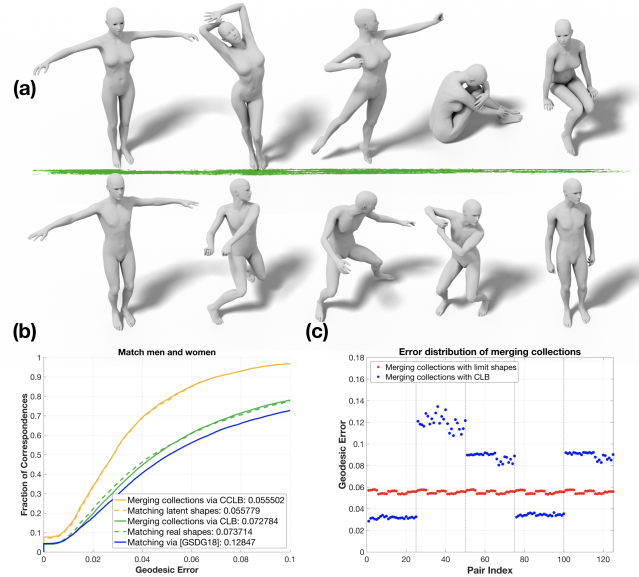 (a)
(b)
(c)
Match men and women
Fraction of Correspondences
1
0.9
0.8
0.7
0.6
0.5
0.4
0.3
0.2
0.1
0
Merging collections via CCLB: 0.055502
Matching latent shapes: 0.055779
Merging collections via CLB: 0.072784
Matching real shapes: 0.073714
Matching via [GSDG18]: 0.12847
0 0.02 0.04 0.06 0.08 0.1
Geodesic Error
Error distribution of merging collections
Geodesic Error
0.18
0.16
0.14
0.12
0.1
0.08
0.06
0.04
0.02
0
Merging collections with limit shapes
Merging collections with CLB
0 20 40 60 80 100 120
Pair Index